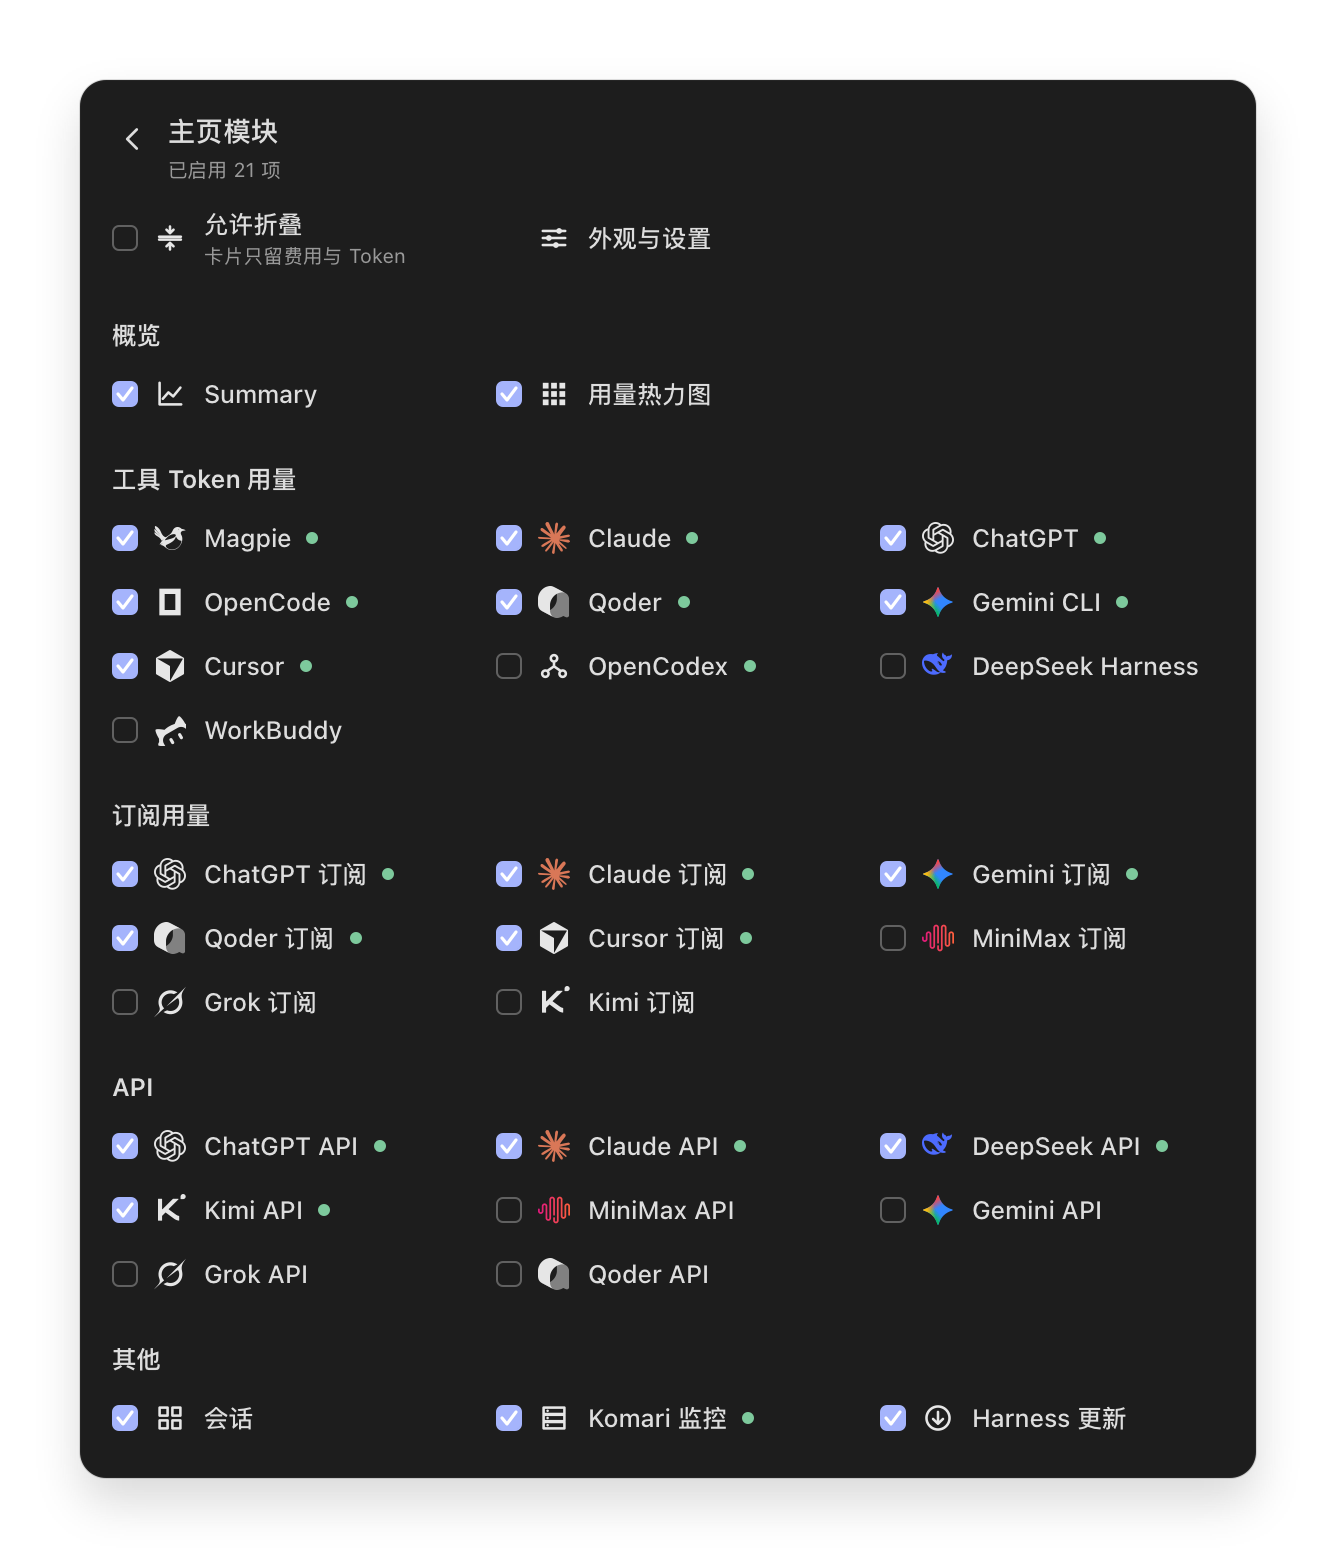 主页模块
已启用 21 项
允许折叠
卡片只留费用与 Token
外观与设置
概览
Summary
用量热力图
工具 Token 用量
Magpie
Claude
ChatGPT
OpenCode
Qoder
Gemini CLI
Cursor
OpenCodex
DeepSeek Harness
WorkBuddy
订阅用量
ChatGPT 订阅
Claude 订阅
Gemini 订阅
Qoder 订阅
Cursor 订阅
MiniMax 订阅
Grok 订阅
Kimi 订阅
API
ChatGPT API
Claude API
DeepSeek API
Kimi API
MiniMax API
Gemini API
Grok API
Qoder API
其他
会话
Komari 监控
Harness 更新